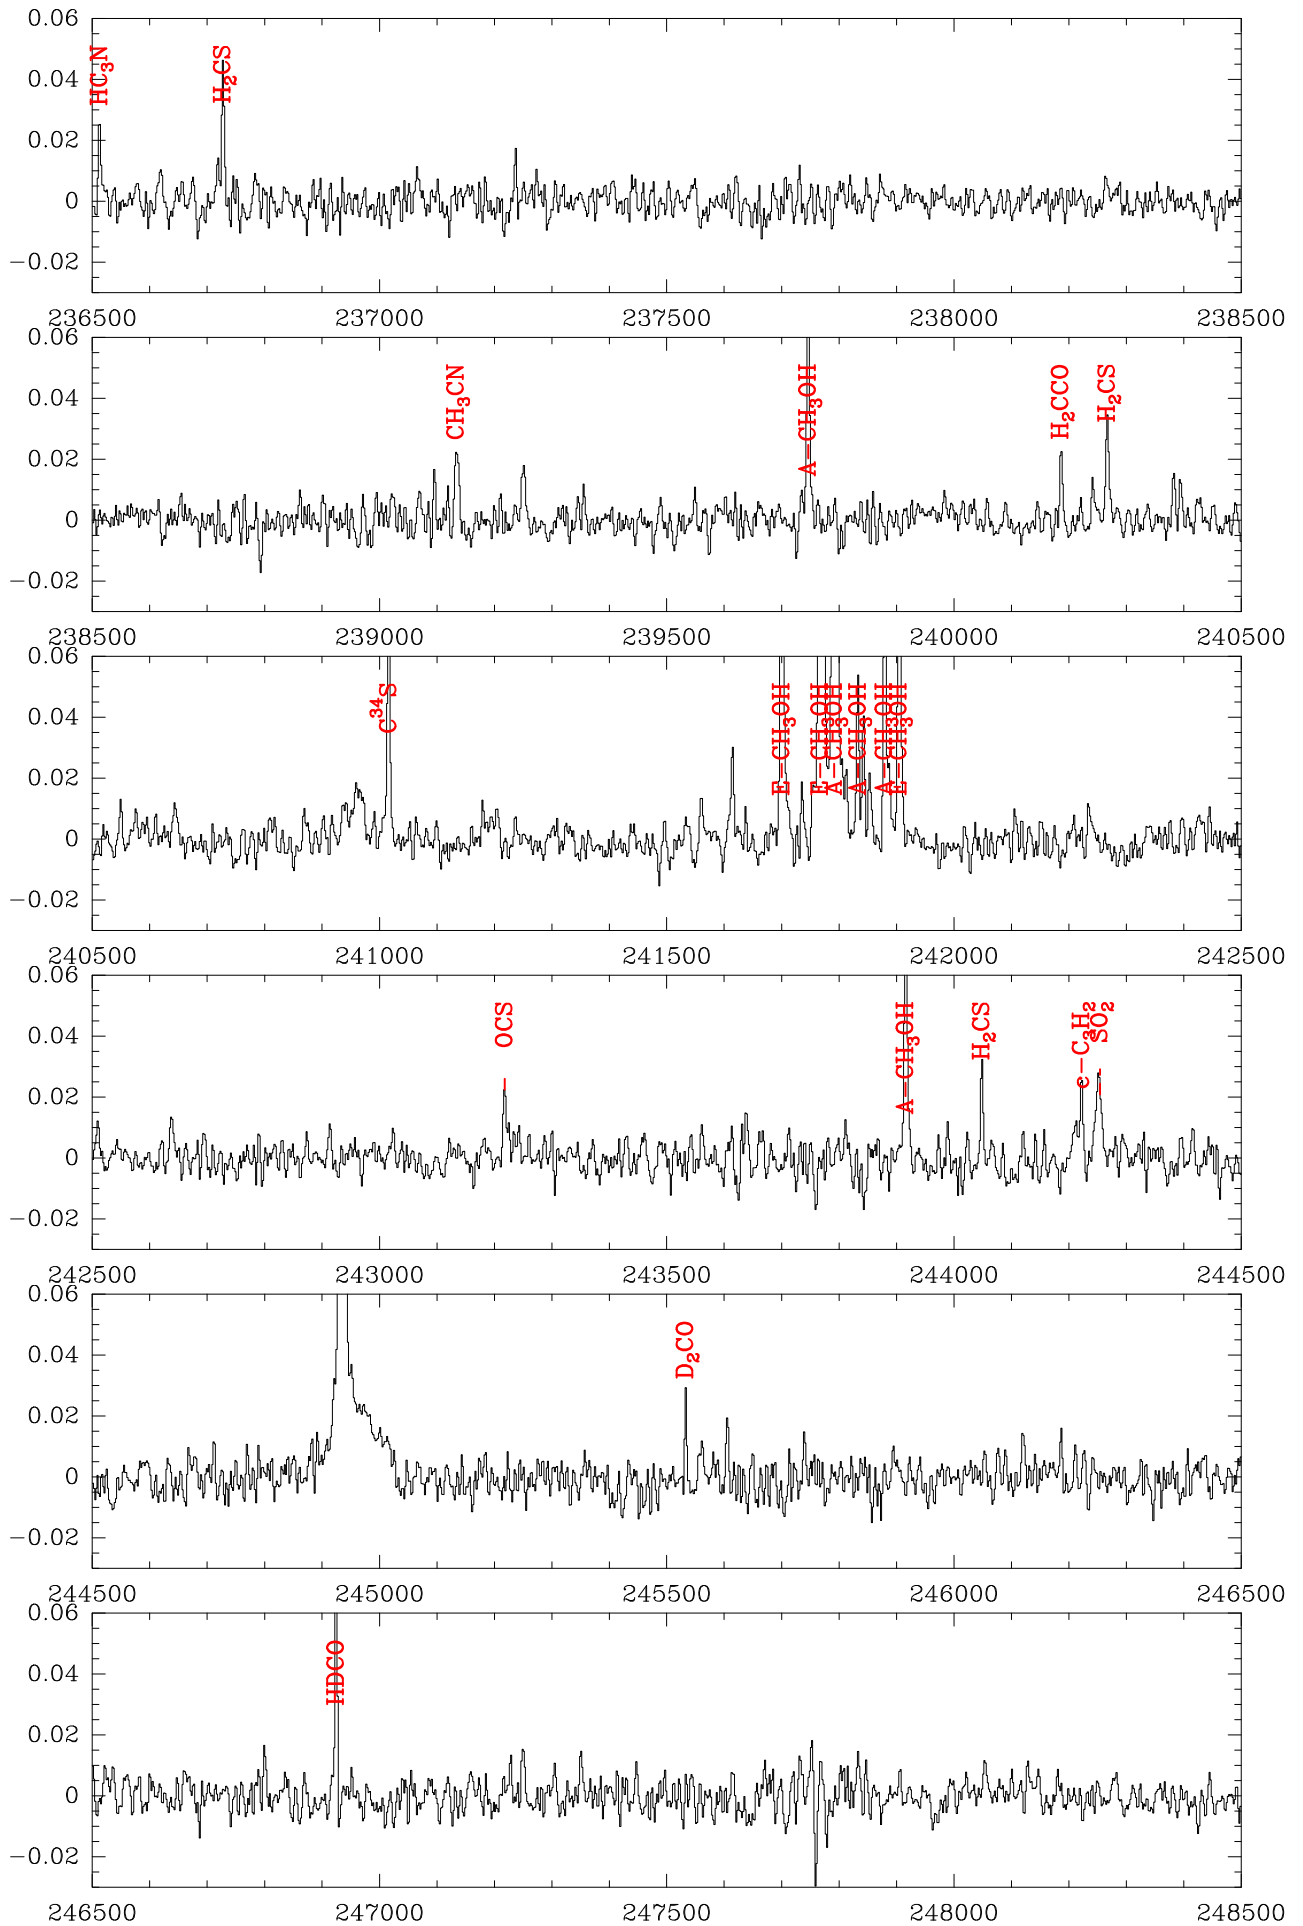 0.06
HC₃N H₂CS
0.04
0.02
0
−0.02
236500 237000 237500 238000 238500
0.06
CH₃CN A−CH₃OH H₂CCO H₂CS
0.04
0.02
0
−0.02
238500 239000 239500 240000 240500
0.06
C³⁴S E−CH₃OH E−CH₃OH A−CH₃OH A−CH₃OH A−CH₃OH E−CH₃OH
0.04
0.02
0
−0.02
240500 241000 241500 242000 242500
0.06
OCS A−CH₃OH H₂CS c−C₃H₂ SO₂
0.04
0.02
0
−0.02
242500 243000 243500 244000 244500
0.06
D₂CO
0.04
0.02
0
−0.02
244500 245000 245500 246000 246500
0.06
HDCO
0.04
0.02
0
−0.02
246500 247000 247500 248000 248500